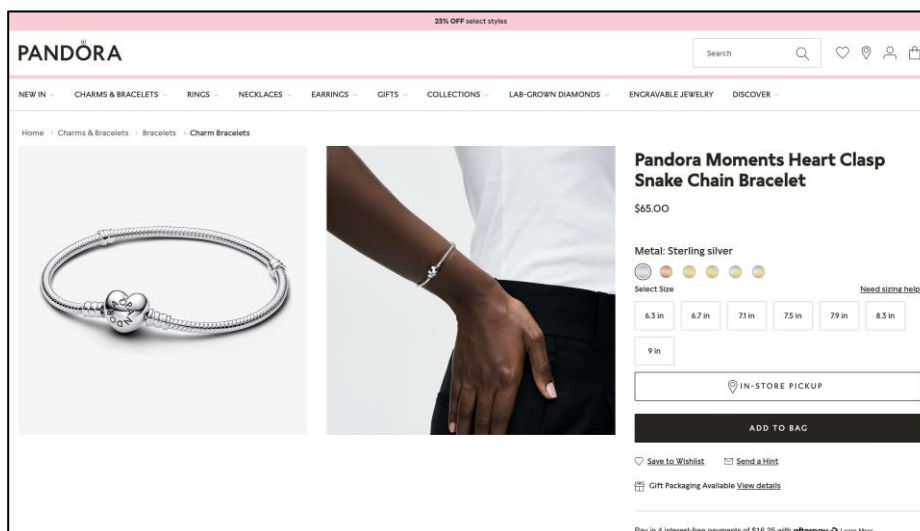 25% OFF select styles
PANDÖRA
Search
NEW IN
CHARMS & BRACELETS
RINGS
NECKLACES
EARRINGS
GIFTS
COLLECTIONS
LAB-GROWN DIAMONDS
ENGRAVABLE JEWELRY
DISCOVER
Home > Charms & Bracelets > Bracelets > Charm Bracelets
PANDORA
Pandora Moments Heart Clasp
Snake Chain Bracelet
$65.00
Metal: Sterling silver
Select Size
Need sizing help
6.3 in
6.7 in
7.1 in
7.5 in
7.9 in
8.3 in
9 in
IN-STORE PICKUP
ADD TO BAG
Save to Wishlist
Send a Hint
Gift Packaging Available View details
Pay in 4 interest-free payments of $16.25 with afterpay Learn More